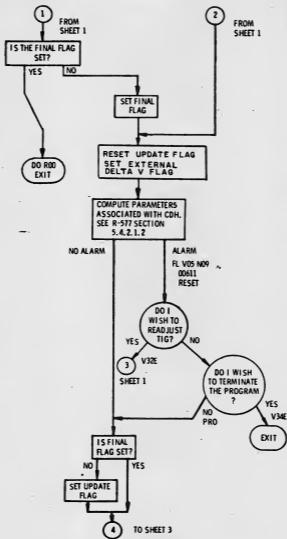 1
FROM
SHEET 1
2
FROM
SHEET 1
IS THE FINAL FLAG
SET?
YES
NO
SET FINAL
FLAG
DO R00
EXIT
RESET UPDATE FLAG
SET EXTERNAL
DELTA V FLAG
COMPUTE PARAMETERS
ASSOCIATED WITH CDH.
SEE R-577 SECTION
5.4.2.1.2
NO ALARM
ALARM
FL V05 N09
00611
RESET
DO I
WISH TO
READJUST
TIG?
YES
NO
V32E
3
SHEET 1
DO I WISH
TO TERMINATE
THE PROGRAM
?
NO
PRO
YES
V34E
EXIT
IS FINAL
FLAG SET?
NO
YES
SET UPDATE
FLAG
4
TO SHEET 3